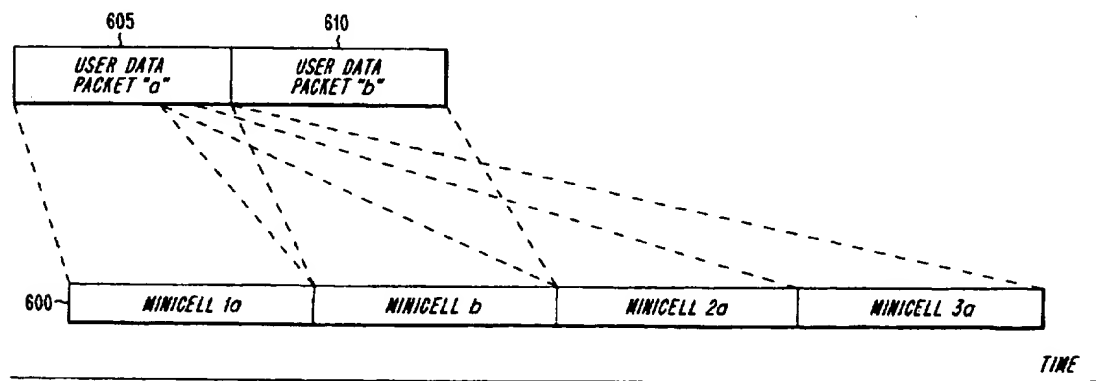 605
610
USER DATA
PACKET "a"
USER DATA
PACKET "b"
600
MINICELL 1a
MINICELL b
MINICELL 2a
MINICELL 3a
TIME